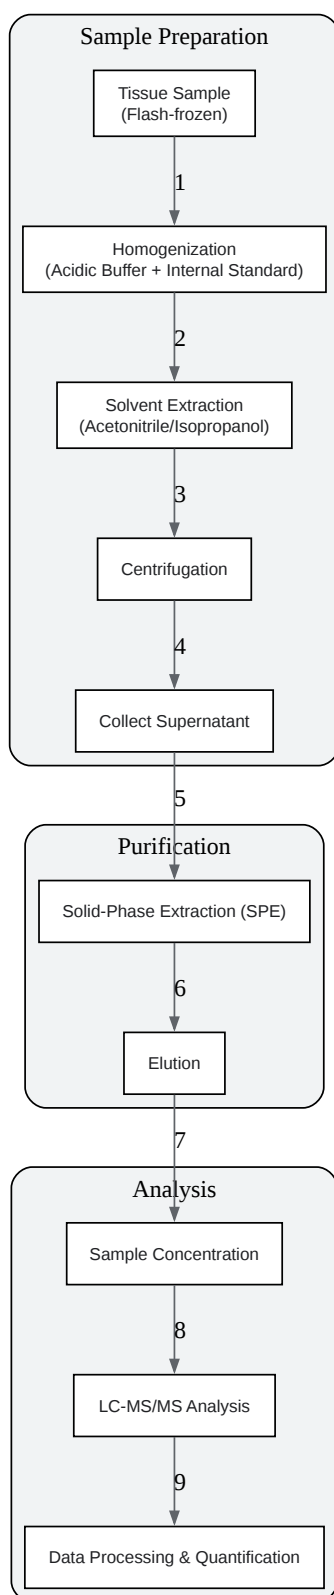 Sample Preparation
Tissue Sample
(Flash-frozen)
1
Homogenization
(Acidic Buffer + Internal Standard)
2
Solvent Extraction
(Acetonitrile/Isopropanol)
3
Centrifugation
4
Collect Supernatant
5
Purification
Solid-Phase Extraction (SPE)
6
Elution
7
Analysis
Sample Concentration
8
LC-MS/MS Analysis
9
Data Processing & Quantification